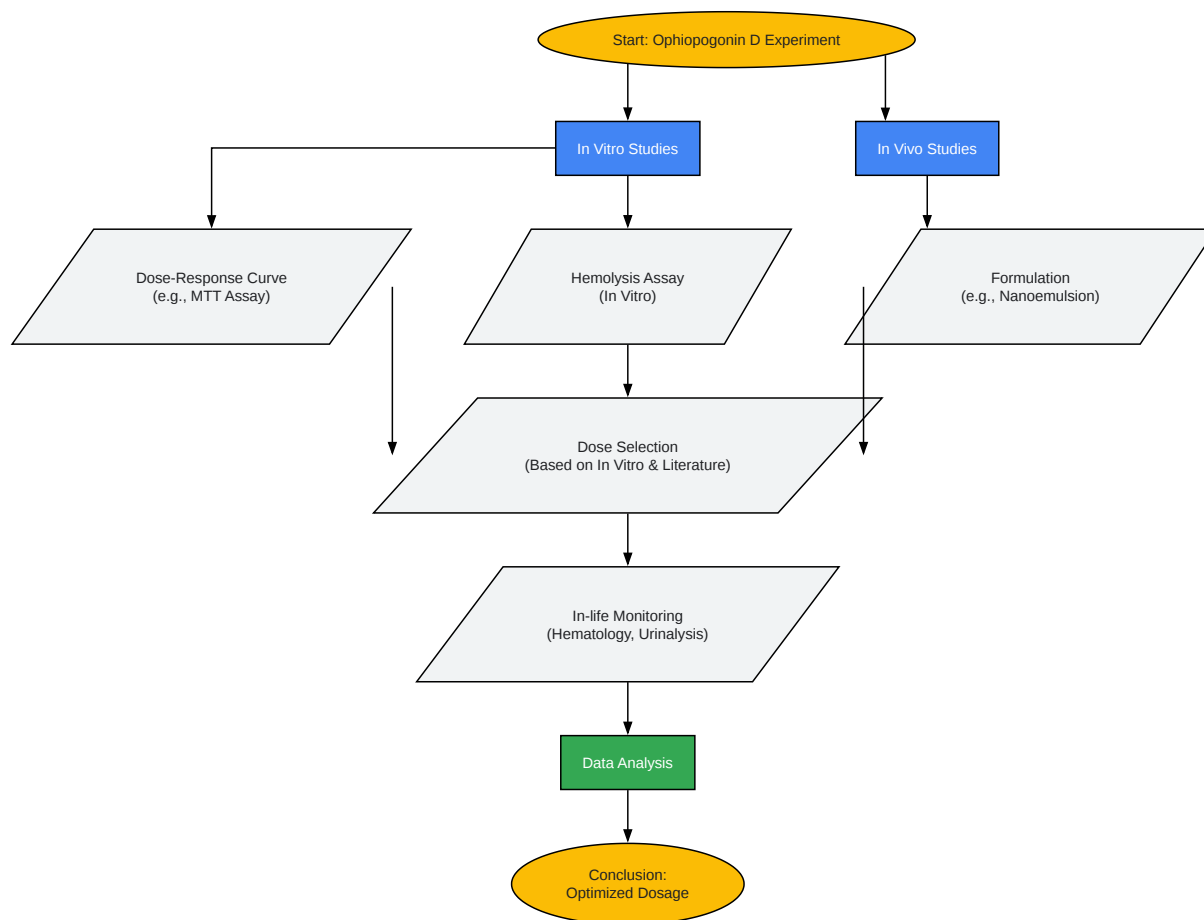 Start: Ophiopogonin D Experiment
In Vitro Studies
In Vivo Studies
Dose-Response Curve
(e.g., MTT Assay)
Hemolysis Assay
(In Vitro)
Formulation
(e.g., Nanoemulsion)
Dose Selection
(Based on In Vitro & Literature)
In-life Monitoring
(Hematology, Urinalysis)
Data Analysis
Conclusion:
Optimized Dosage